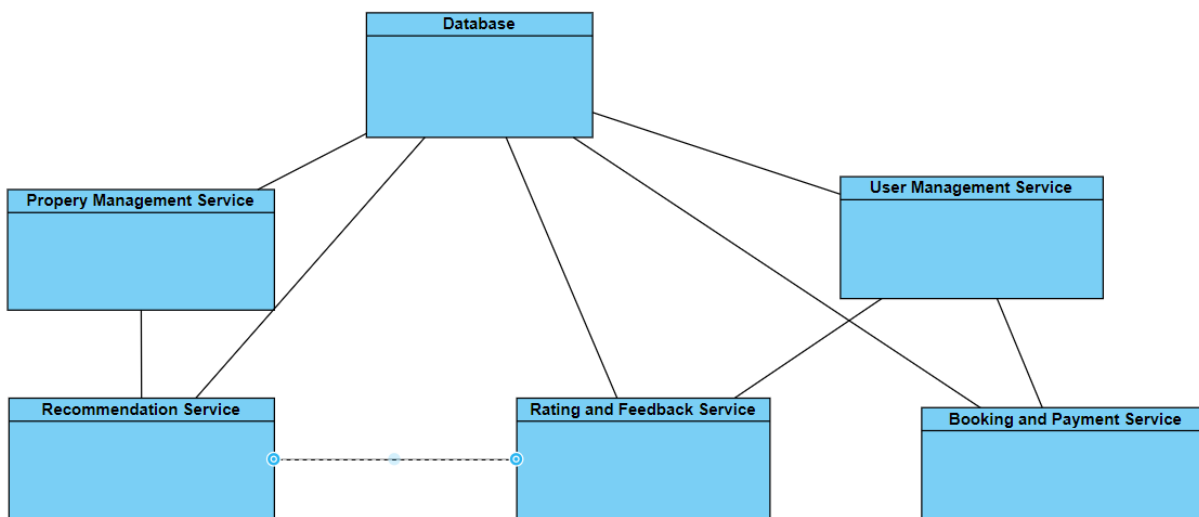 Database
Propery Management Service
User Management Service
Recommendation Service
Rating and Feedback Service
Booking and Payment Service